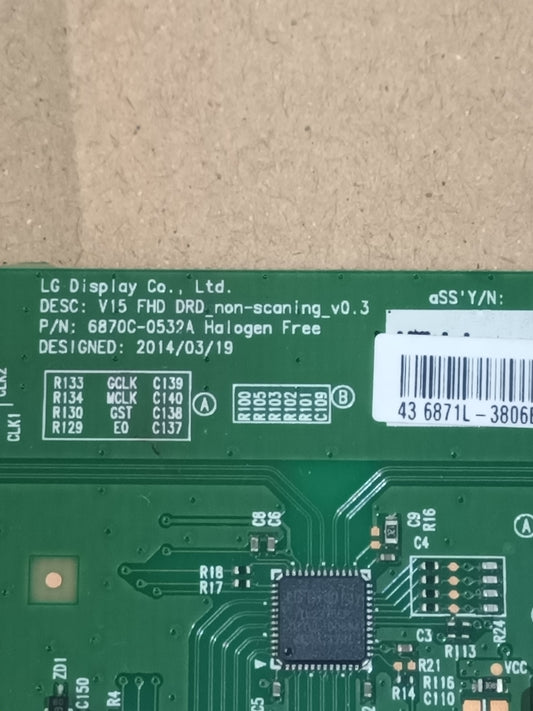 LG Display Co., Ltd.
DESC: V15 FHD DRD_non-scaning_v0.3
P/N: 6870C-0532A Halogen Free
DESIGNED: 2014/03/19
aSS'Y/N:
43 6871L-3806
CLK2
CLK1
R133 GCLK C139
R134 MCLK C140
R130 GST C138
R129 EO C137
A
R100
R105
R103
R102
R101
C109
B
C8
C6
C9
R16
A
C4
R18
R17
R24
C3
R113
R21
R14
R116
C110
VCC
ZD1
C150
R4
C5